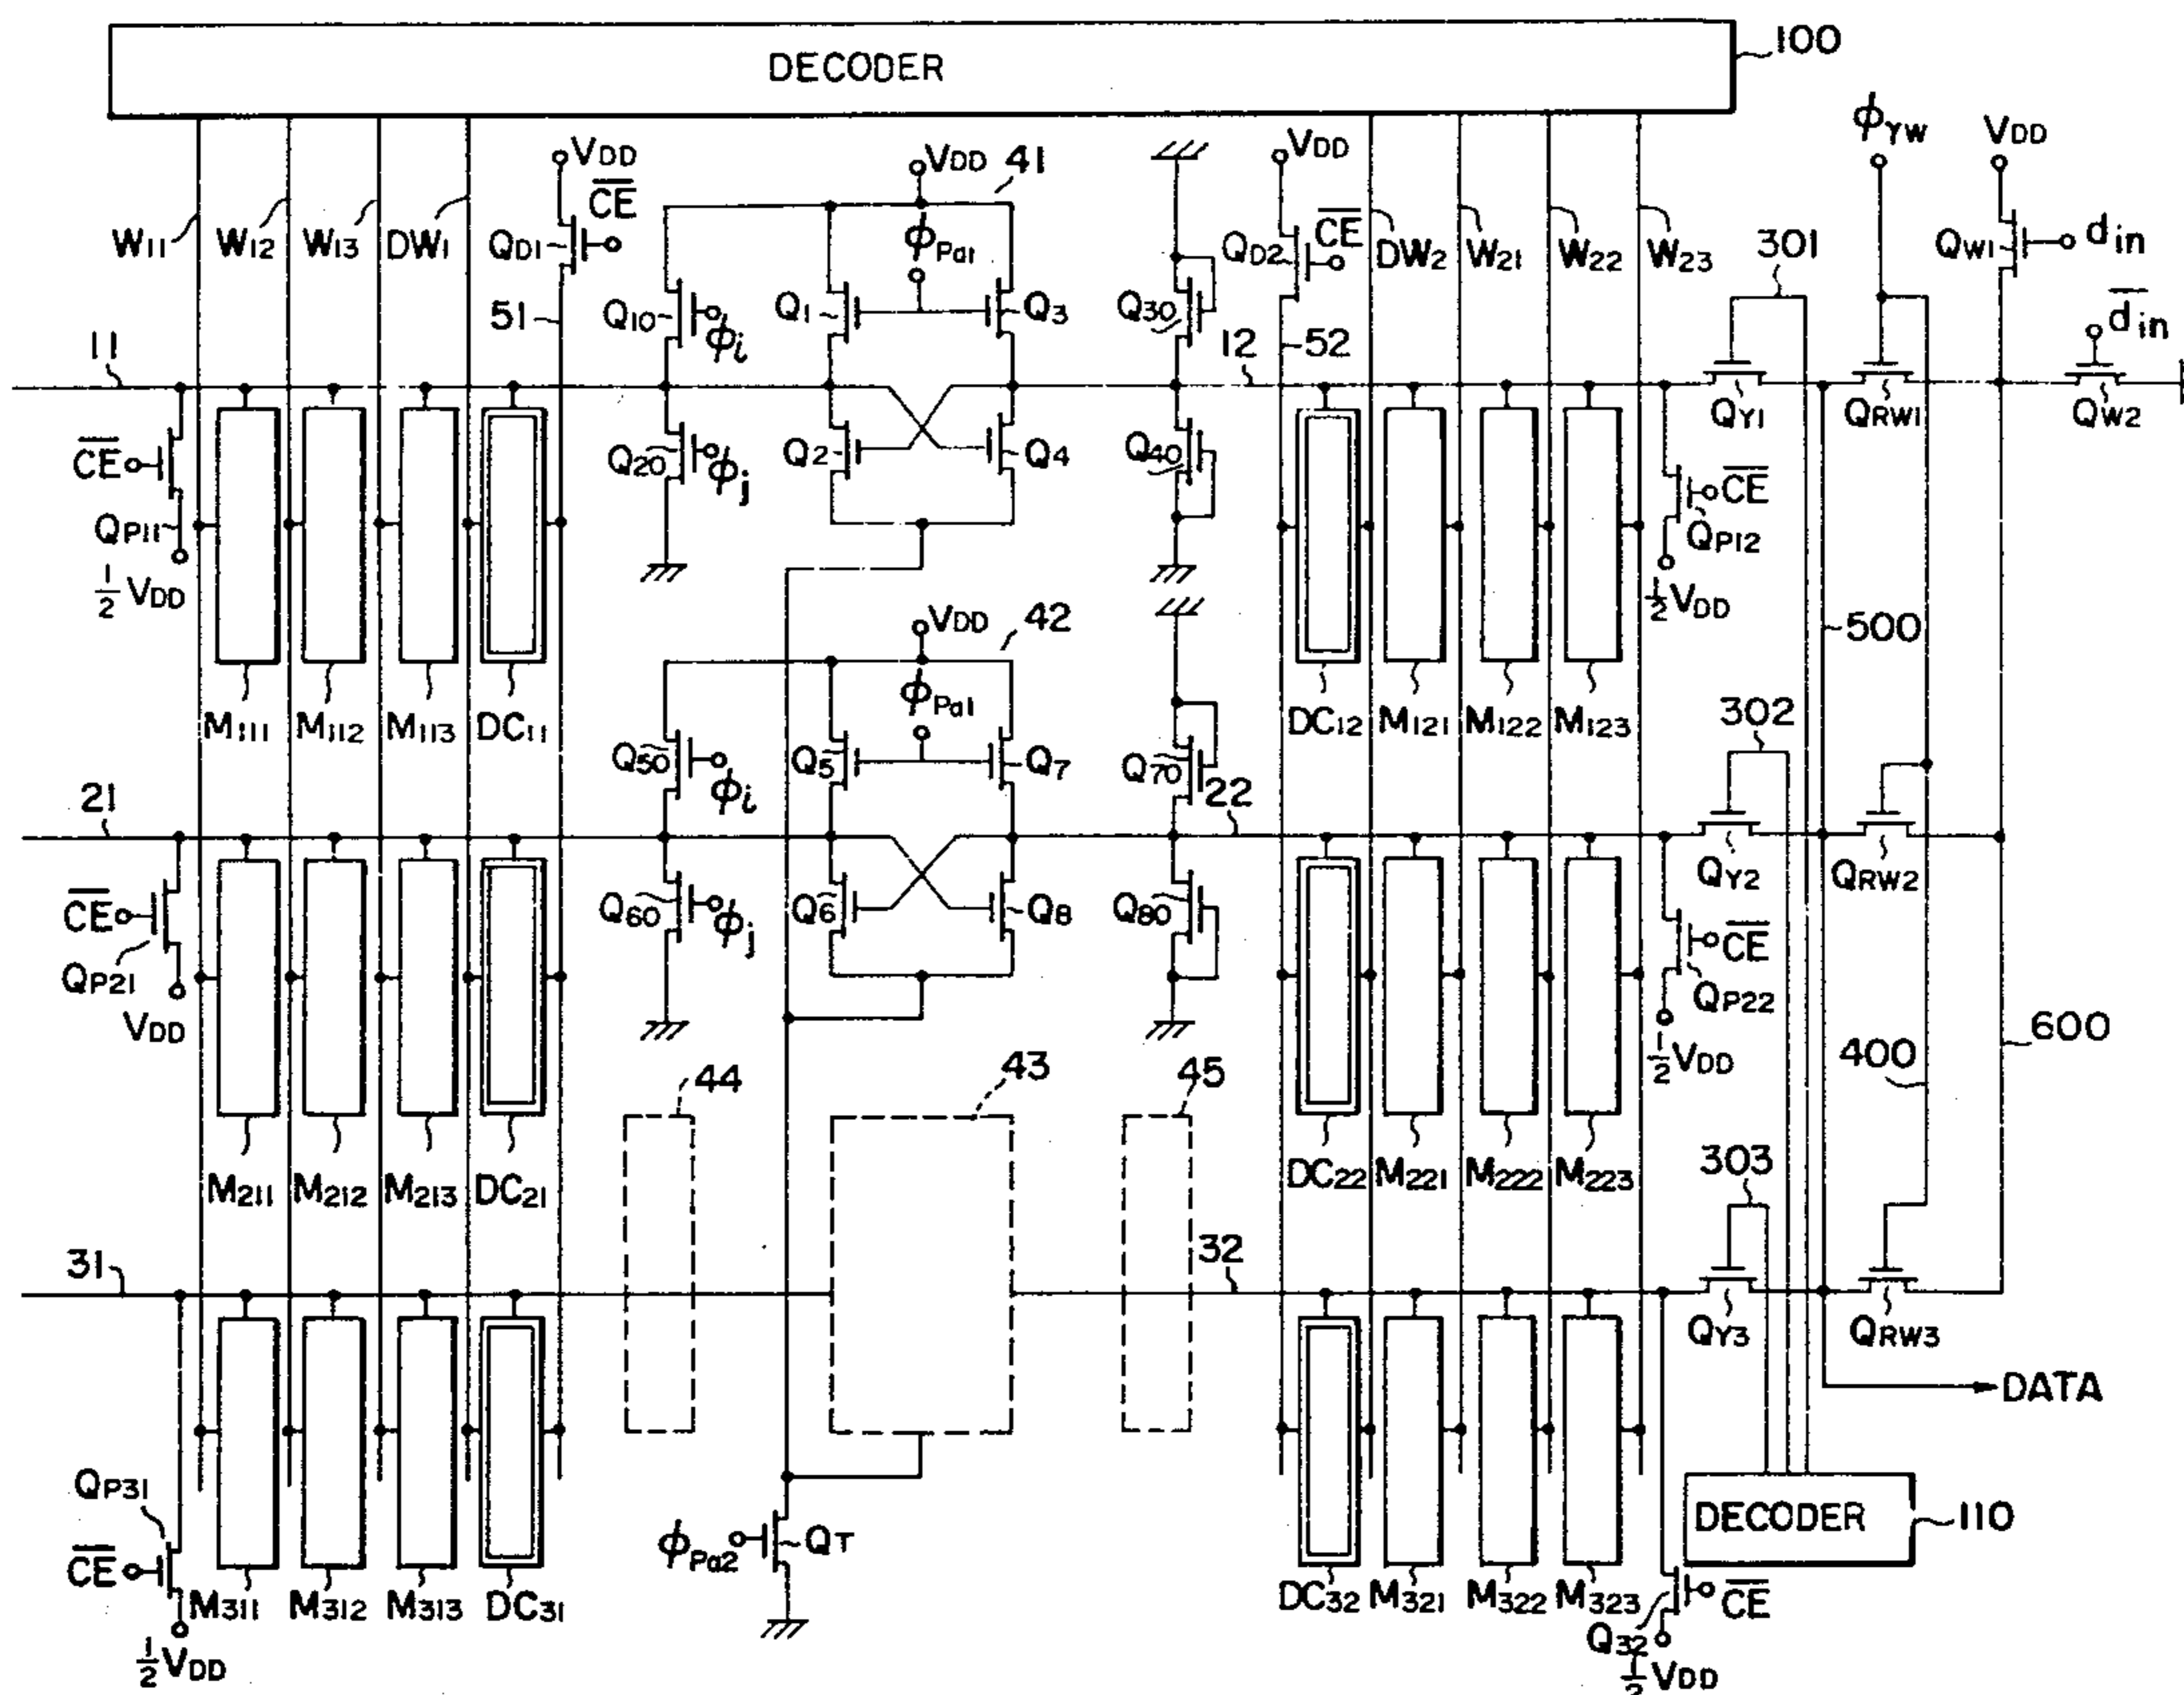 DECODER 100
φYW VDD
VDD CE VDD 41 VDD CE
W11 W12 W13 DW1 QD1 φPa1 QD2 DW2 W21 W22 W23 301 QW1 din
51 Q10 φi Q1 Q3 Q30 12 52 din
11
CE Q20 φj Q2 Q4 Q40 QY1 QRW1 QW2
QP11 CE
1/2 VDD QP12
1/2 VDD 500
VDD 42
M111 M112 M113 DC11 φPa1 DC12 M121 M122 M123 302
Q50 φi Q5 Q7 Q70
21 22
CE Q60 φj Q6 Q8 Q80 QY2 QRW2
QP21 CE
VDD QP22
1/2 VDD 400 600
44 43 45
M211 M212 M213 DC21 DC22 M221 M222 M223 303
31 32
QY3 QRW3
DATA
QP31
φPa2 QT DECODER 110
CE
M311 M312 M313 DC31 DC32 M321 M322 M323 CE
1/2 VDD Q32
1/2 VDD